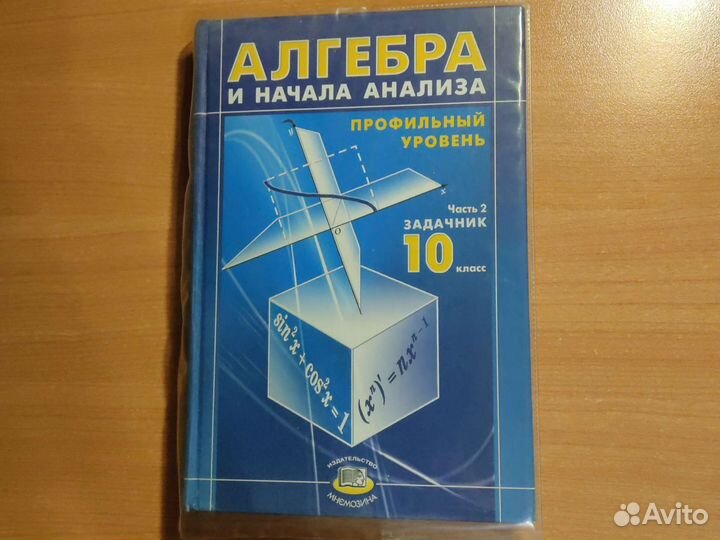 АЛГЕБРА
И НАЧАЛА АНАЛИЗА
ПРОФИЛЬНЫЙ
УРОВЕНЬ
y
x
O
Часть 2
ЗАДАЧНИК
10 класс
sin²x + cos²x = 1
(xⁿ)' = nxⁿ⁻¹
ИЗДАТЕЛЬСТВО
МНЕМОЗИНА
Avito